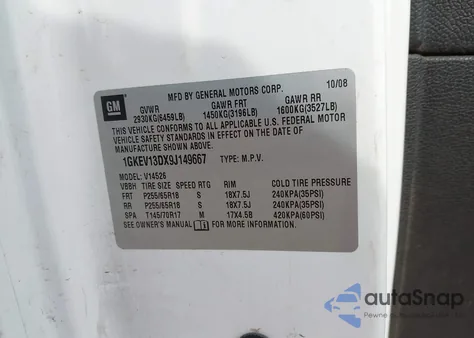 GM
MFD BY GENERAL MOTORS CORP.
10/08
GVWR GAWR FRT GAWR RR
2930KG(6459LB) 1450KG(3196LB) 1600KG(3527LB)
THIS VEHICLE CONFORMS TO ALL APPLICABLE U.S. FEDERAL MOTOR
VEHICLE SAFETY STANDARDS IN EFFECT ON THE DATE OF
MANUFACTURE SHOWN ABOVE.
1GKEV13DX9J149667 TYPE: M.P.V.
MODEL: V14526
VBBH TIRE SIZE SPEED RTG RIM COLD TIRE PRESSURE
FRT P255/65R18 S 18X7.5J 240KPA(35PSI)
RR P255/65R18 S 18X7.5J 240KPA(35PSI)
SPA T145/70R17 M 17X4.5B 420KPA(60PSI)
SEE OWNER'S MANUAL FOR MORE INFORMATION.
autoSnap